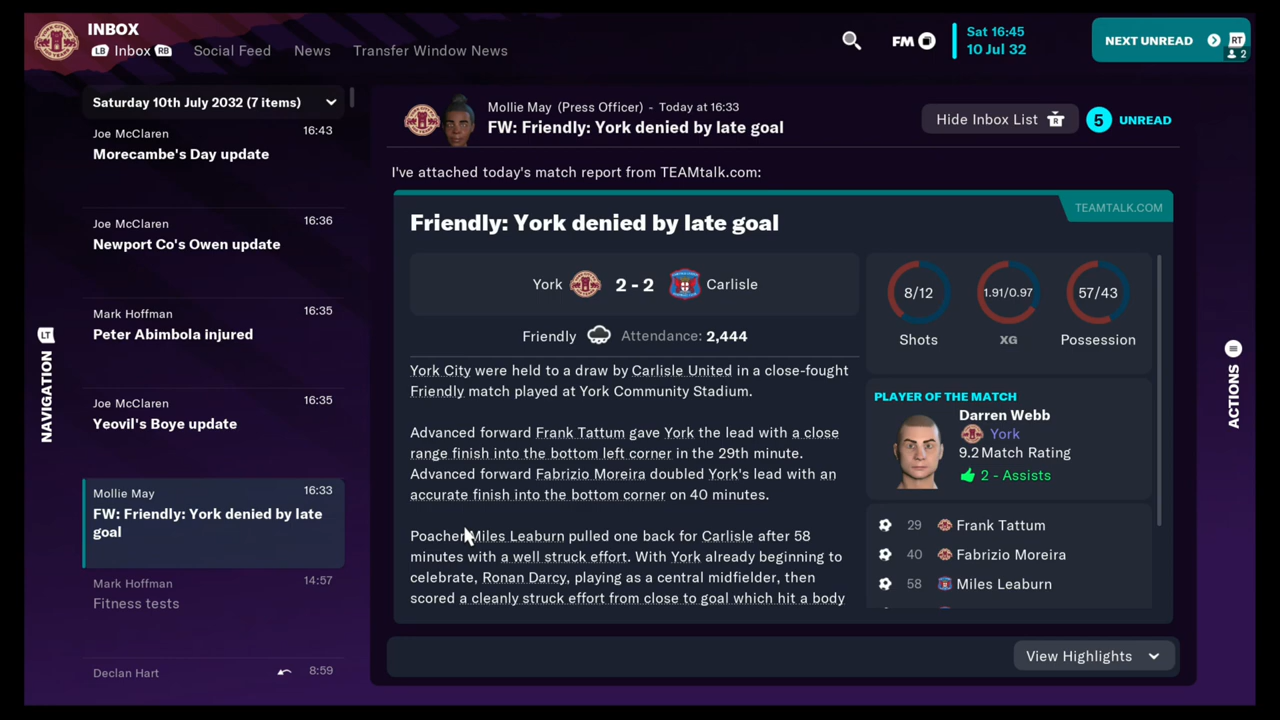 INBOX
LB Inbox RB
Social Feed
News
Transfer Window News
FM
Sat 16:45
10 Jul 32
NEXT UNREAD
RT
2
Saturday 10th July 2032 (7 items)
Joe McClaren 16:43
Morecambe's Day update
Joe McClaren 16:36
Newport Co's Owen update
Mark Hoffman 16:35
Peter Abimbola injured
Joe McClaren 16:35
Yeovil's Boye update
Mollie May 16:33
FW: Friendly: York denied by late
goal
Mark Hoffman 14:57
Fitness tests
Declan Hart 8:59
LT
NAVIGATION
Mollie May (Press Officer) - Today at 16:33
FW: Friendly: York denied by late goal
Hide Inbox List R
5 UNREAD
I've attached today's match report from TEAMtalk.com:
TEAMTALK.COM
Friendly: York denied by late goal
York 2 - 2 Carlisle
Friendly Attendance: 2,444
York City were held to a draw by Carlisle United in a close-fought
Friendly match played at York Community Stadium.
Advanced forward Frank Tattum gave York the lead with a close
range finish into the bottom left corner in the 29th minute.
Advanced forward Fabrizio Moreira doubled York's lead with an
accurate finish into the bottom corner on 40 minutes.
Poacher Miles Leaburn pulled one back for Carlisle after 58
minutes with a well struck effort. With York already beginning to
celebrate, Ronan Darcy, playing as a central midfielder, then
scored a cleanly struck effort from close to goal which hit a body
8/12
Shots
1.91/0.97
XG
57/43
Possession
PLAYER OF THE MATCH
Darren Webb
York
9.2 Match Rating
2 - Assists
29 Frank Tattum
40 Fabrizio Moreira
58 Miles Leaburn
View Highlights
ACTIONS